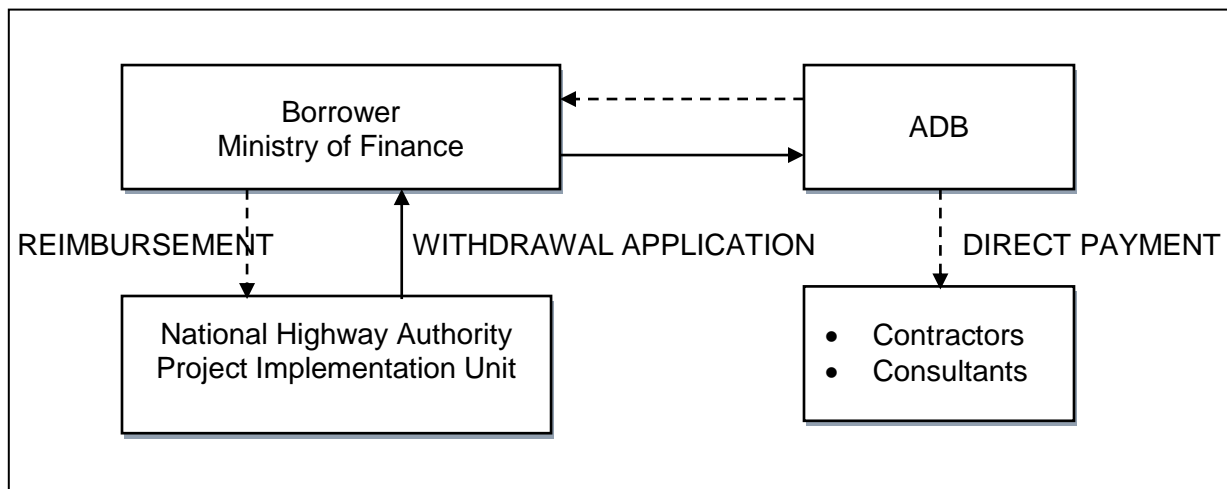 Borrower
Ministry of Finance
ADB
REIMBURSEMENT
WITHDRAWAL APPLICATION
DIRECT PAYMENT
National Highway Authority
Project Implementation Unit
• Contractors
• Consultants